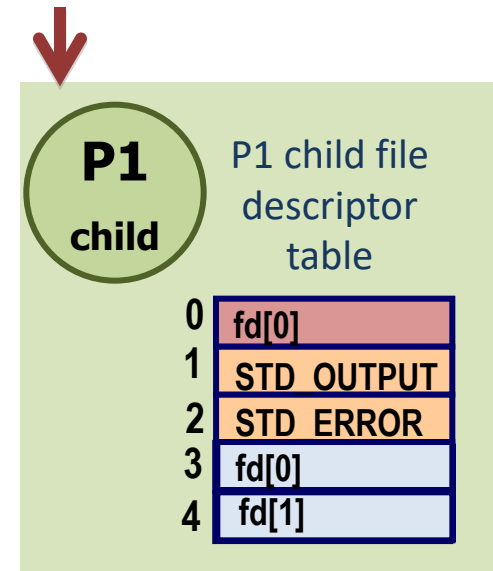 P1
child
P1 child file
descriptor
table
0 fd[0]
1 STD_OUTPUT
2 STD_ERROR
3 fd[0]
4 fd[1]